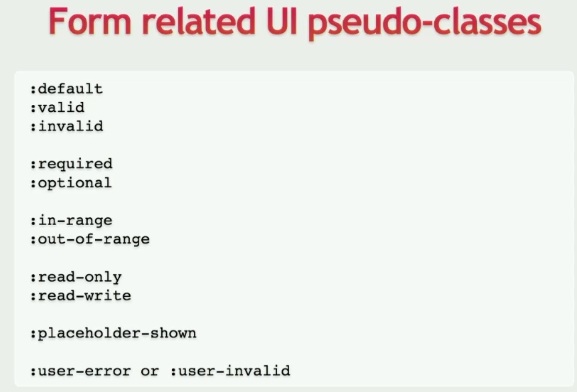 Form related UI pseudo-classes
:default
:valid
:invalid
:required
:optional
:in-range
:out-of-range
:read-only
:read-write
:placeholder-shown
:user-error or :user-invalid